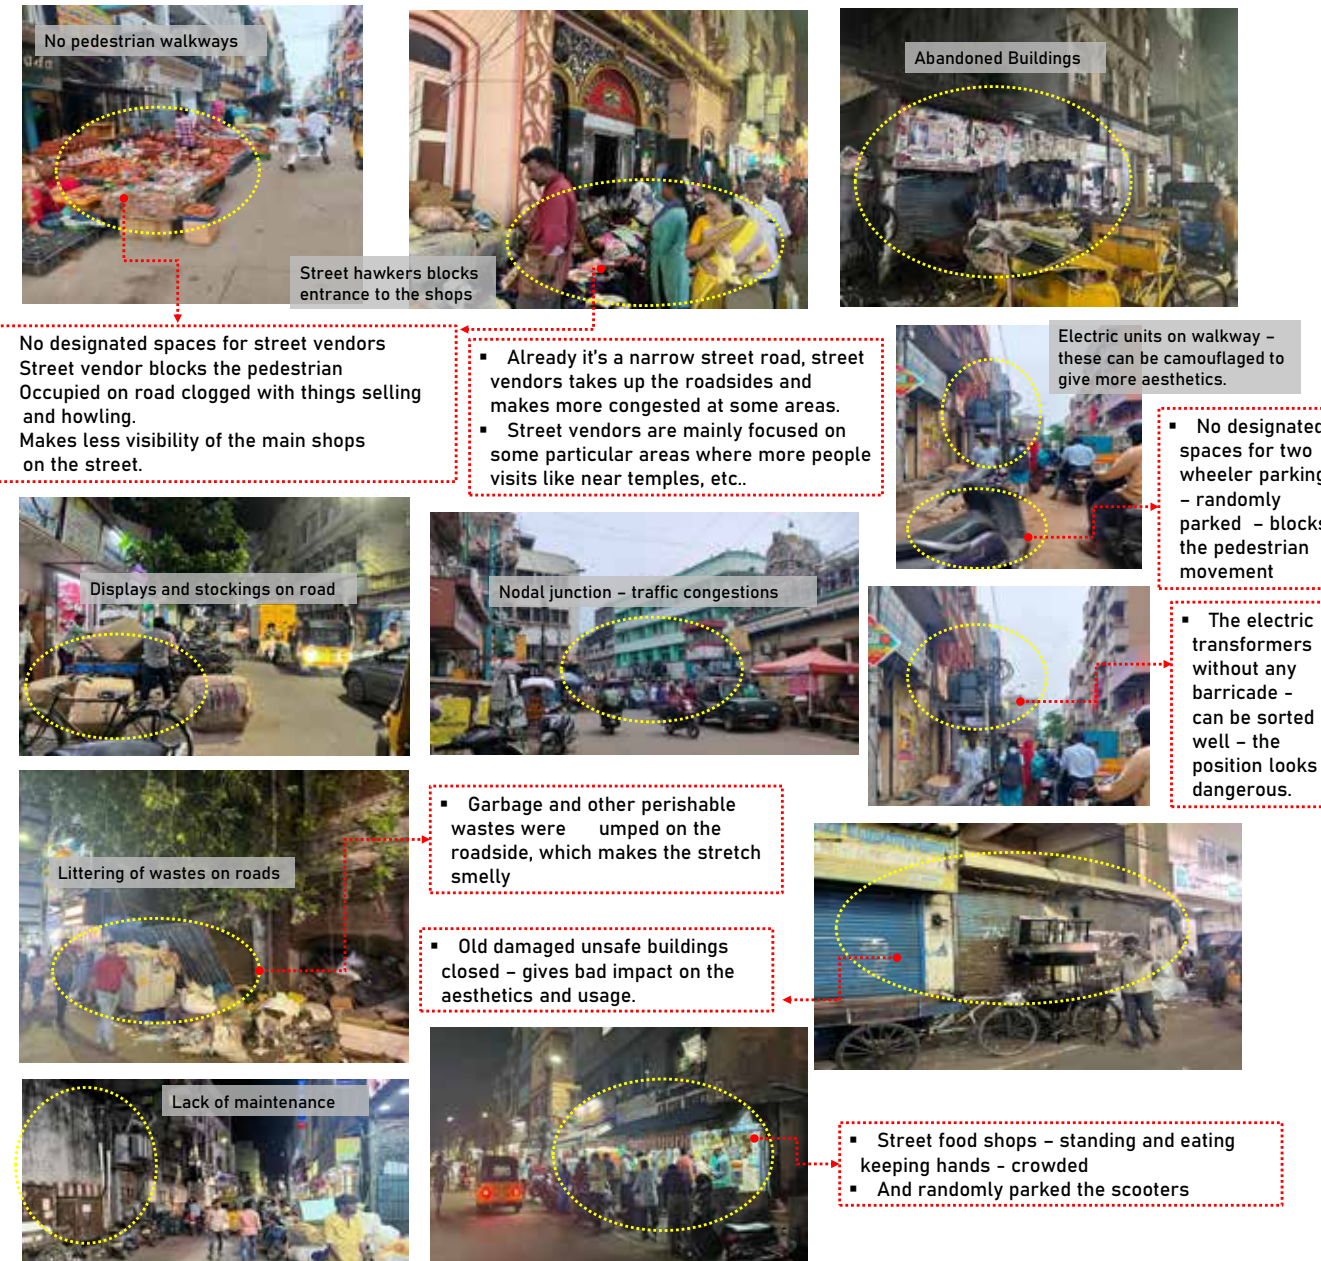 No pedestrian walkways
Abandoned Buildings
Street hawkers blocks
entrance to the shops
No designated spaces for street vendors
Street vendor blocks the pedestrian
Occupied on road clogged with things selling
and howling.
Makes less visibility of the main shops
on the street.
▪ Already it's a narrow street road, street
vendors takes up the roadsides and
makes more congested at some areas.
▪ Street vendors are mainly focused on
some particular areas where more people
visits like near temples, etc..
Electric units on walkway –
these can be camouflaged to
give more aesthetics.
▪ No designated
spaces for two
wheeler parking
– randomly
parked – blocks
the pedestrian
movement
Displays and stockings on road
Nodal junction – traffic congestions
▪ The electric
transformers
without any
barricade -
can be sorted
well – the
position looks
dangerous.
Littering of wastes on roads
▪ Garbage and other perishable
wastes were umped on the
roadside, which makes the stretch
smelly
▪ Old damaged unsafe buildings
closed – gives bad impact on the
aesthetics and usage.
Lack of maintenance
▪ Street food shops – standing and eating
keeping hands - crowded
▪ And randomly parked the scooters